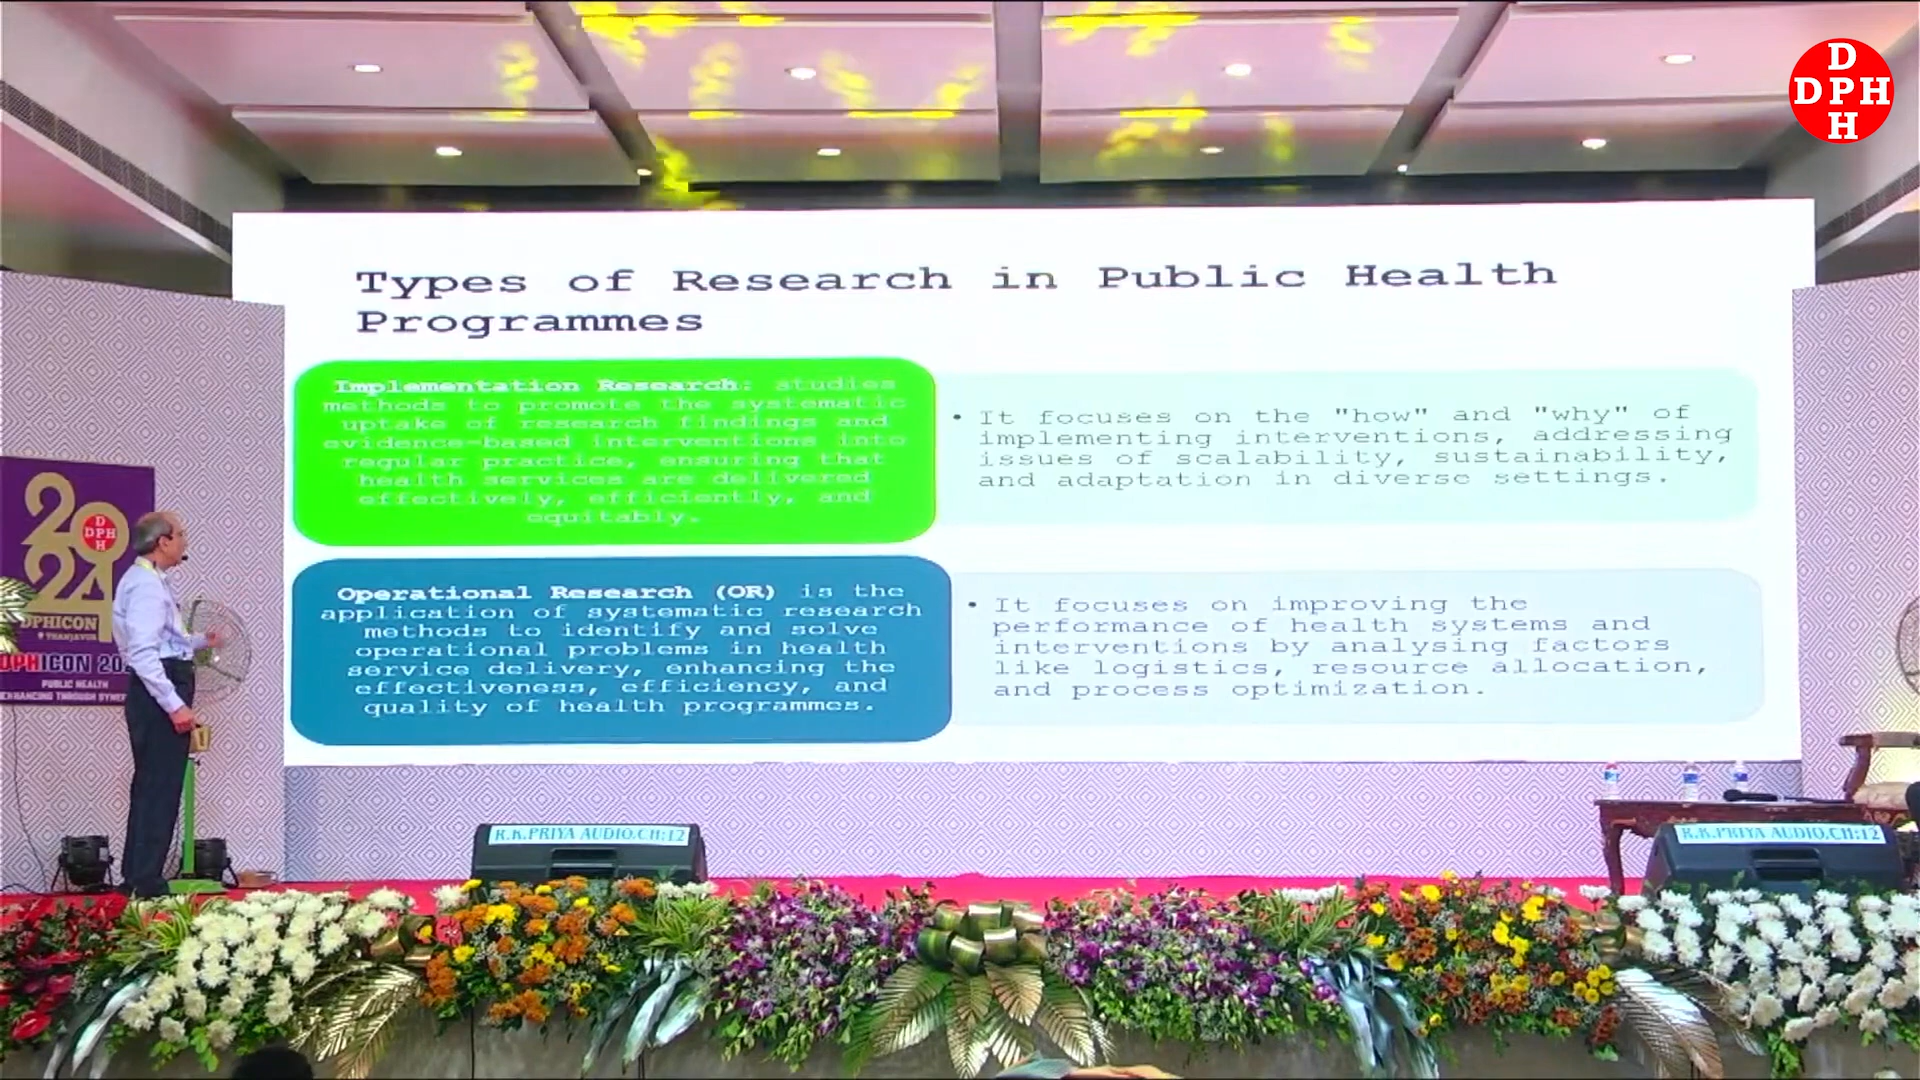 D
DPH
H
Types of Research in Public Health
Programmes
Implementation Research: studies
methods to promote the systematic
uptake of research findings and
evidence-based interventions into
regular practice, ensuring that
health services are delivered
effectively, efficiently, and
equitably.
• It focuses on the "how" and "why" of
implementing interventions, addressing
issues of scalability, sustainability,
and adaptation in diverse settings.
Operational Research (OR) is the
application of systematic research
methods to identify and solve
operational problems in health
service delivery, enhancing the
effectiveness, efficiency, and
quality of health programmes.
• It focuses on improving the
performance of health systems and
interventions by analysing factors
like logistics, resource allocation,
and process optimization.
20
D
DPH
H
24
DPHICON
THANJAVUR
DPHICON 20
PUBLIC HEALTH
ENHANCING THROUGH
R.K.PRIYA AUDIO.CH:12
R.K.PRIYA AUDIO.CH:12